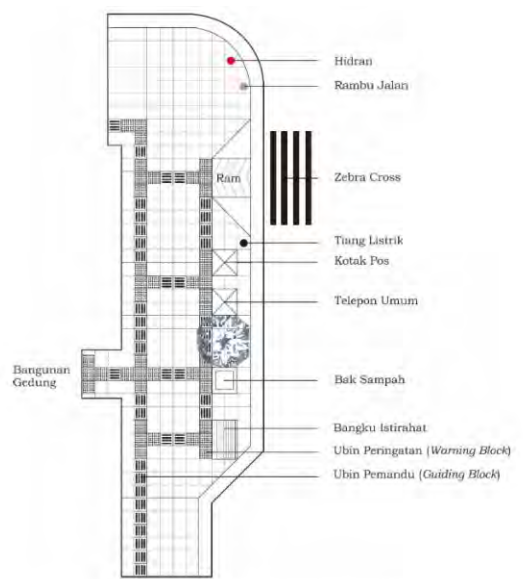 Hidran
Rambu Jalan
Ram
Zebra Cross
Tiang Listrik
Kotak Pos
Telepon Umum
Bangunan
Gedung
Bak Sampah
Bangku Istirahat
Ubin Peringatan (Warning Block)
Ubin Pemandu (Guiding Block)